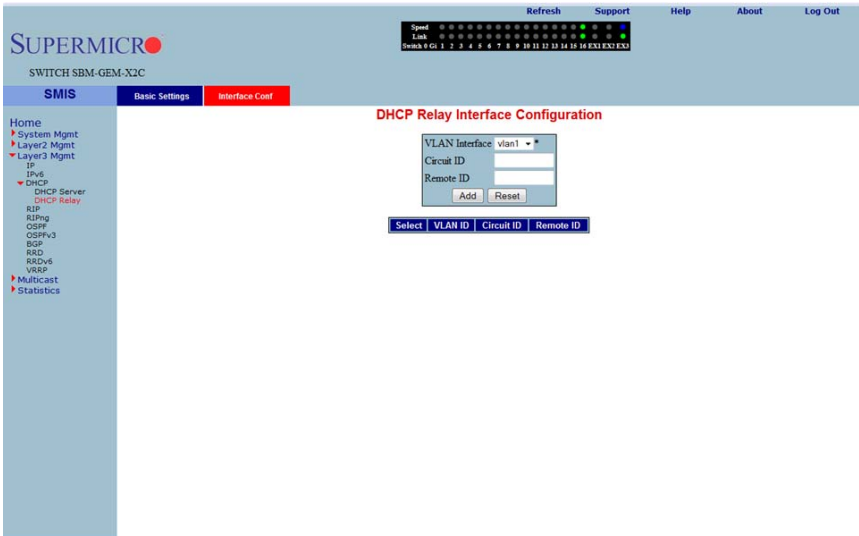 Refresh Support Help About Log Out
Speed
Link
Switch 0 Gi 1 2 3 4 5 6 7 8 9 10 11 12 13 14 15 16 EX1 EX2 EX3
SUPERMICRO
SWITCH SBM-GEM-X2C
SMIS
Basic Settings
Interface Conf
Home
System Mgmt
Layer2 Mgmt
Layer3 Mgmt
IP
IPv6
DHCP
DHCP Server
DHCP Relay
RIP
RIPng
OSPF
OSPFv3
BGP
RRD
RRDv6
VRRP
Multicast
Statistics
DHCP Relay Interface Configuration
VLAN Interface vlan1 *
Circuit ID
Remote ID
Add Reset
Select VLAN ID Circuit ID Remote ID